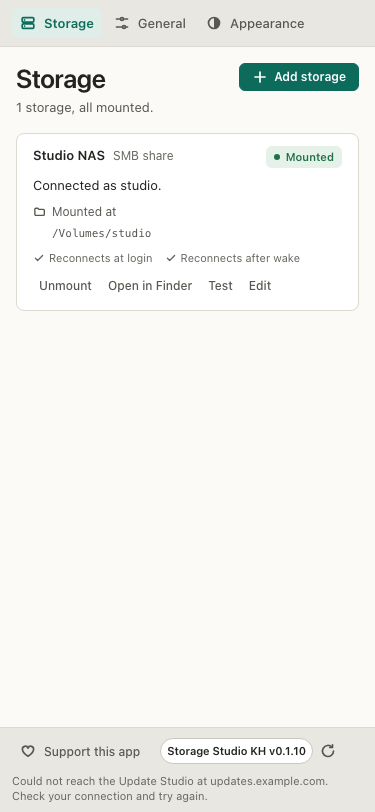 Storage General Appearance
Storage
Add storage
1 storage, all mounted.
Studio NAS SMB share Mounted
Connected as studio.
Mounted at
/Volumes/studio
Reconnects at login Reconnects after wake
Unmount Open in Finder Test Edit
Support this app Storage Studio KH v0.1.10
Could not reach the Update Studio at updates.example.com.
Check your connection and try again.